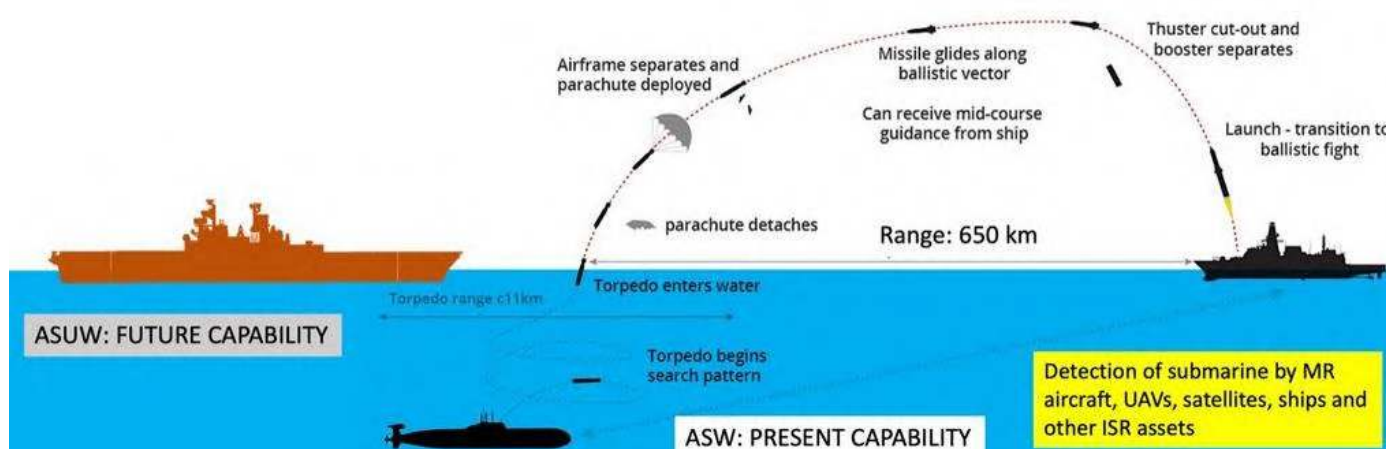 Thuster cut-out and
booster separates
Missile glides along
ballistic vector
Airframe separates and
parachute deployed
Can receive mid-course
guidance from ship
Launch - transition to
ballistic fight
parachute detaches
Range: 650 km
Torpedo enters water
Torpedo range c11km
ASUW: FUTURE CAPABILITY
Torpedo begins
search pattern
Detection of submarine by MR
aircraft, UAVs, satellites, ships and
other ISR assets
ASW: PRESENT CAPABILITY